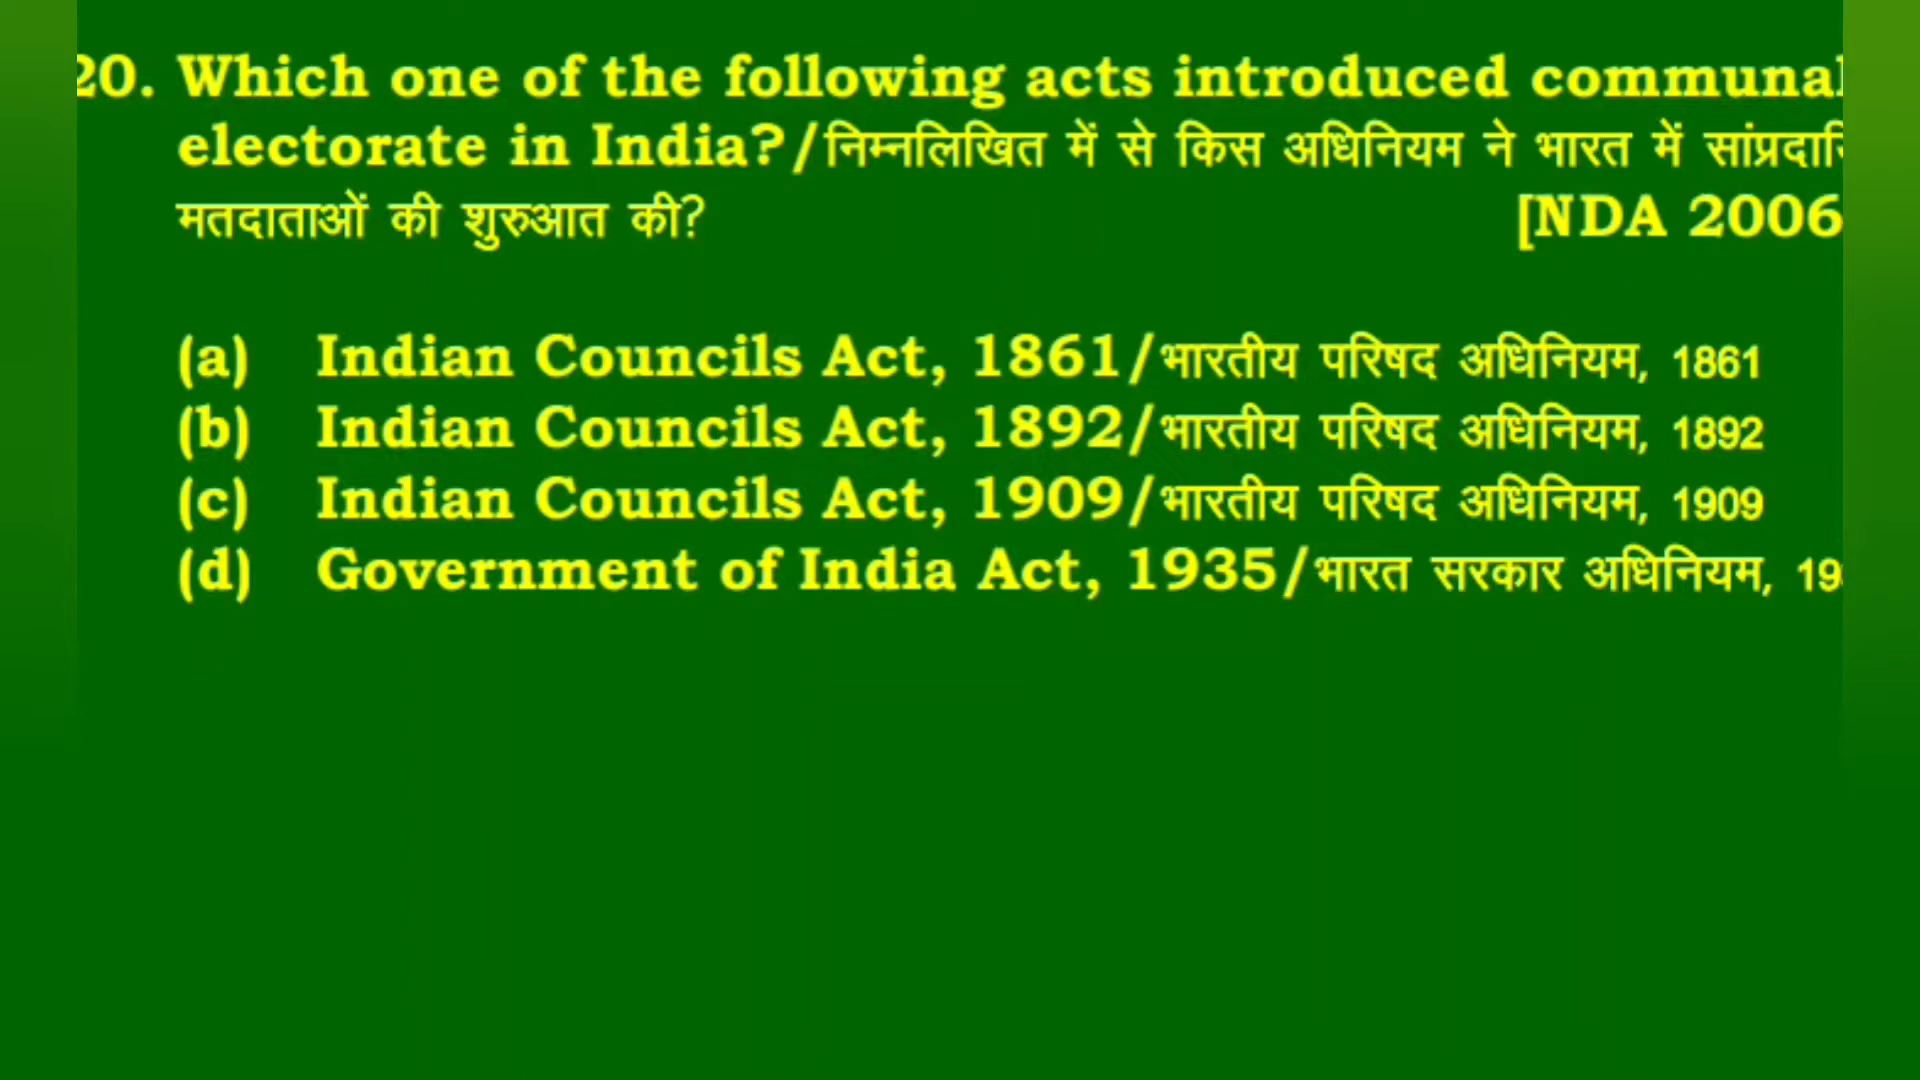 20. Which one of the following acts introduced communal
electorate in India?/निम्नलिखित में से किस अधिनियम ने भारत में
मतदाताओं की शुरुआत की? [NDA 2006
(a) Indian Councils Act, 1861/भारतीय परिषद अधिनियम, 1861
(b) Indian Councils Act, 1892/भारतीय परिषद अधिनियम, 1892
(c) Indian Councils Act, 1909/भारतीय परिषद अधिनियम, 1909
(d) Government of India Act, 1935/भारत सरकार अधिनियम, 19